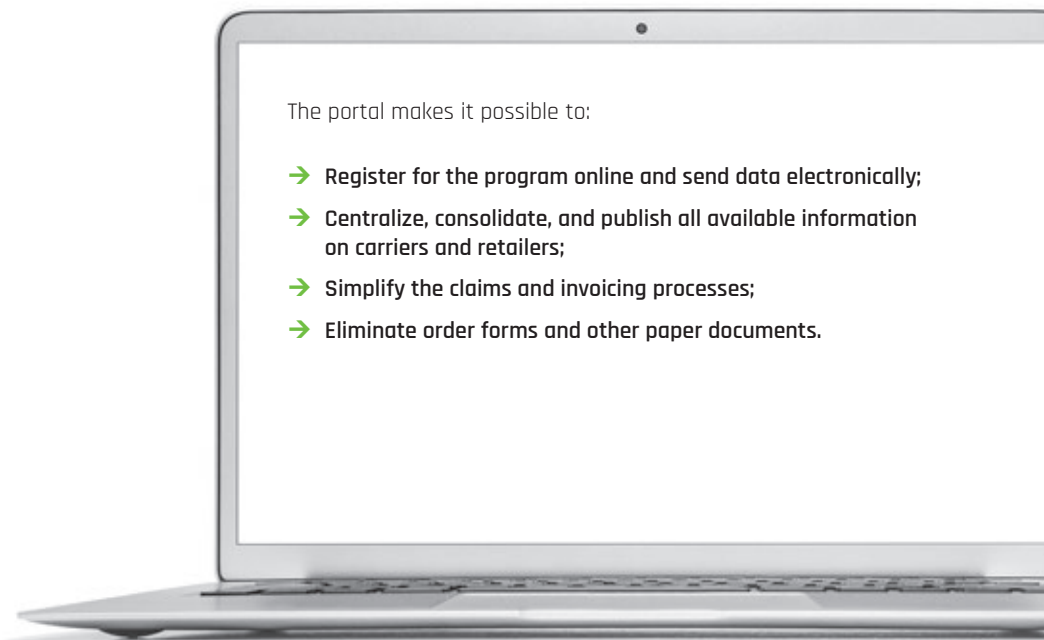 The portal makes it possible to:
→ Register for the program online and send data electronically;
→ Centralize, consolidate, and publish all available information
on carriers and retailers;
→ Simplify the claims and invoicing processes;
→ Eliminate order forms and other paper documents.